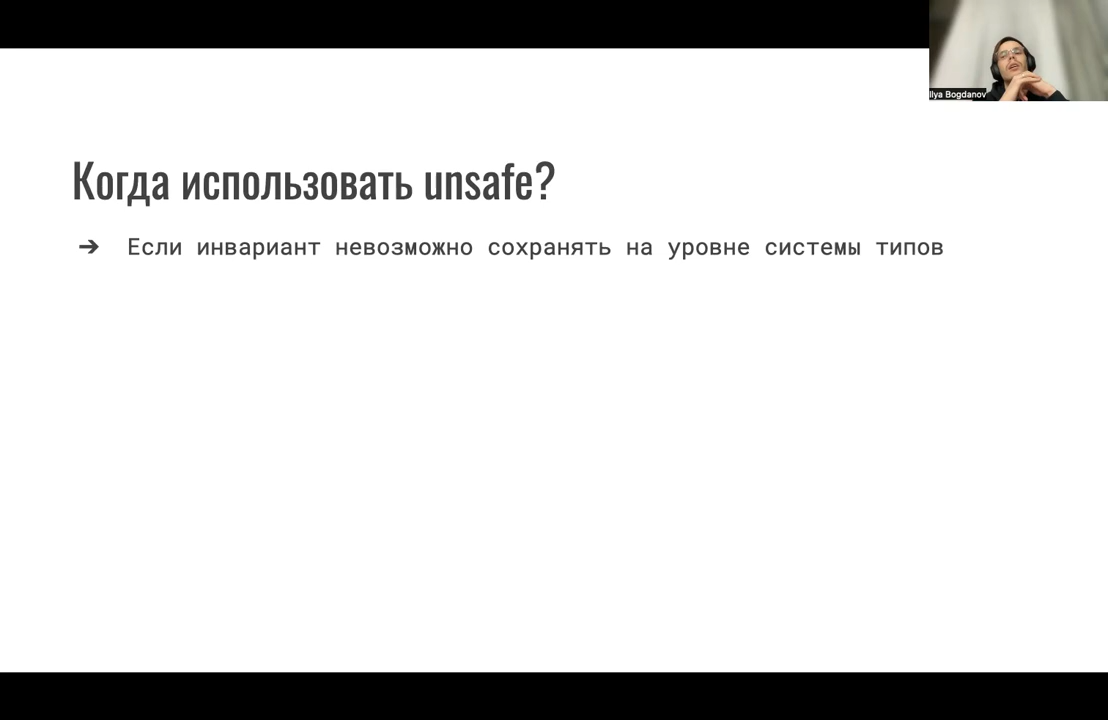 Ilya Bogdanov
Когда использовать unsafe?
➔ Если инвариант невозможно сохранять на уровне системы типов